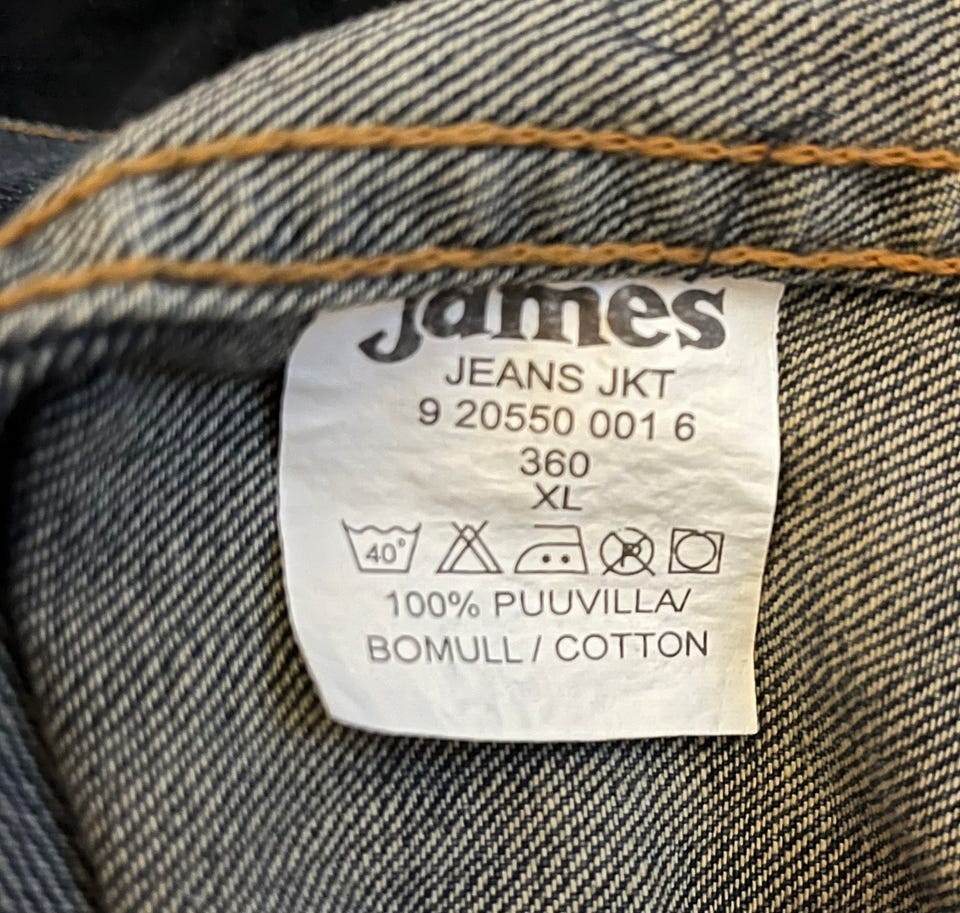 james
JEANS JKT
9 20550 001 6
360
XL
40°
P
100% PUUVILLA/
BOMULL / COTTON